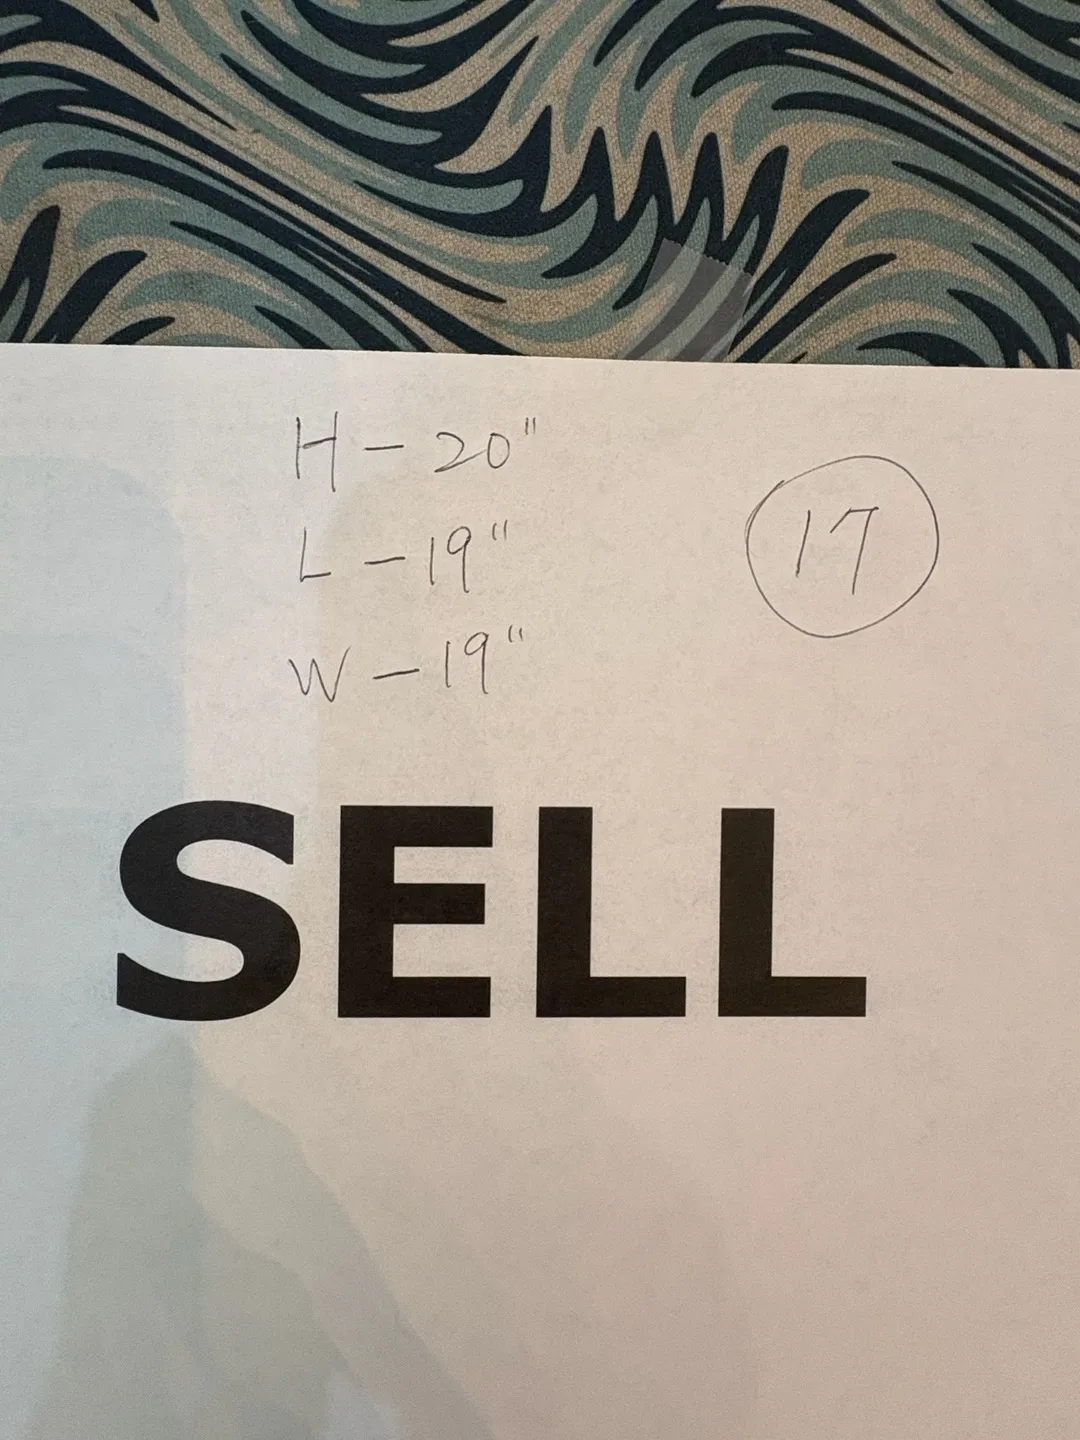 H - 20"
L - 19"
W - 19"
17
SELL